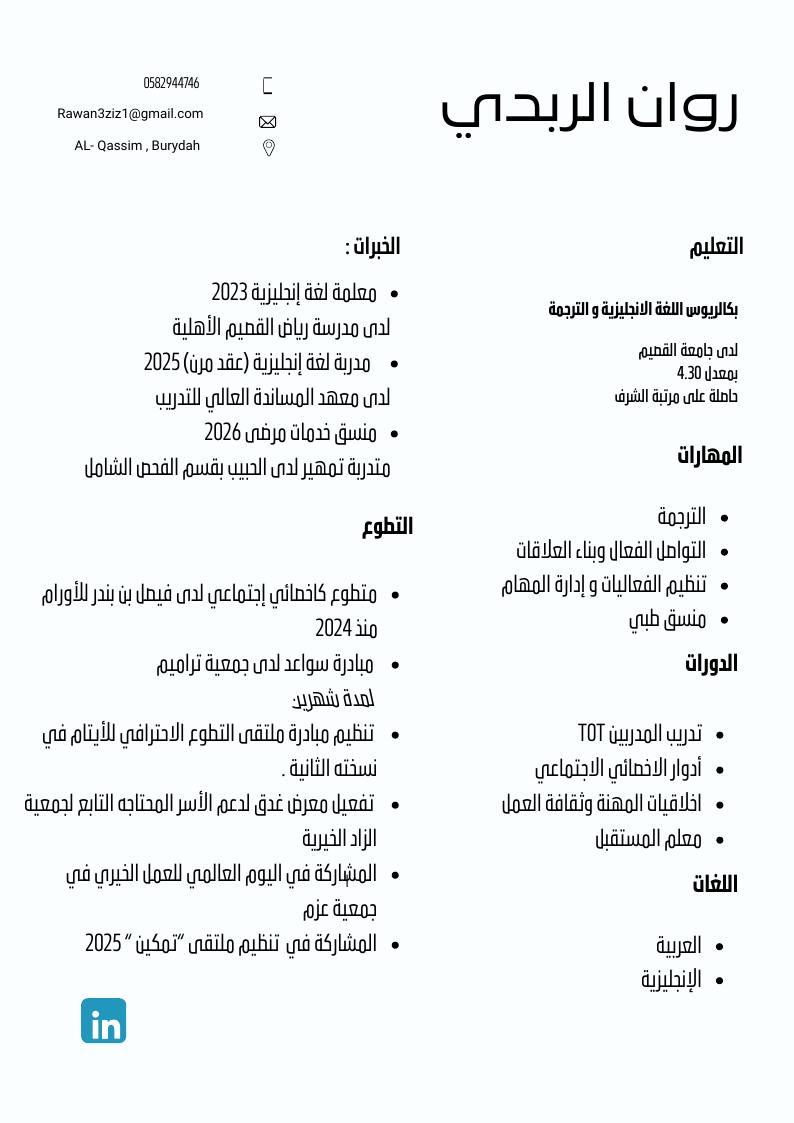 روان الربدي
0582944746
Rawan3ziz1@gmail.com
AL- Qassim , Burydah
التعليم
بكالريوس اللغة الانجليزية و الترجمة
لدى جامعة القصيم
بمعدل 4.30
حاصلة على مرتبة الشرف
المهارات
• الترجمة
• التواصل الفعال وبناء العلاقات
• تنظيم الفعاليات و إدارة المهام
• منسق طبي
الدورات
• تدريب المدربين TOT
• أدوار الاخصائي الاجتماعي
• اخلاقيات المهنة وثقافة العمل
• معلم المستقبل
اللغات
• العربية
• الإنجليزية
الخبرات :
• معلمة لغة إنجليزية 2023
لدى مدرسة رياض القصيم الأهلية
• مدربة لغة إنجليزية (عقد مرن) 2025
لدى معهد المساندة العالي للتدريب
• منسق خدمات مرضى 2026
متدربة تمهير لدى الحبيب بقسم الفحص الشامل
التطوع
• متطوع كاخصائي إجتماعي لدى فيصل بن بندر للأورام
منذ 2024
• مبادرة سواعد لدى جمعية تراميم
لمدة شهرين
• تنظيم مبادرة ملتقى التطوع الاحترافي للأيتام في
نسخته الثانية .
• تفعيل معرض غدق لدعم الأسر المحتاجه التابع لجمعية
الزاد الخيرية
• المشاركة في اليوم العالمي للعمل الخيري في
جمعية عزم
• المشاركة في تنظيم ملتقى “تمكين “ 2025
in